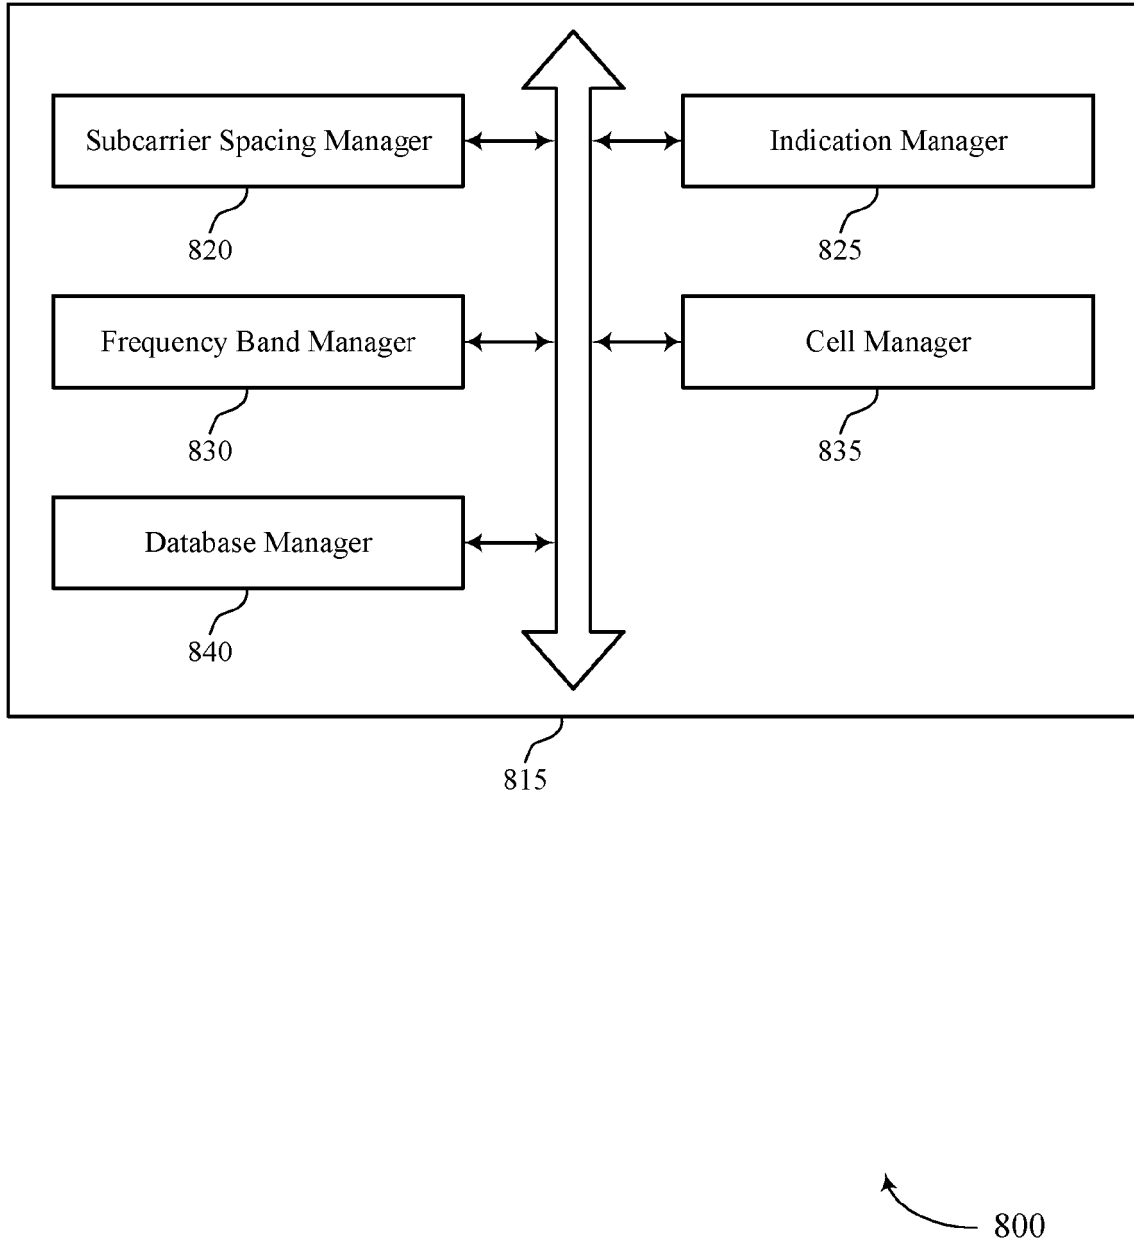 Subcarrier Spacing Manager
Indication Manager
820
825
Frequency Band Manager
Cell Manager
830
835
Database Manager
840
815
800